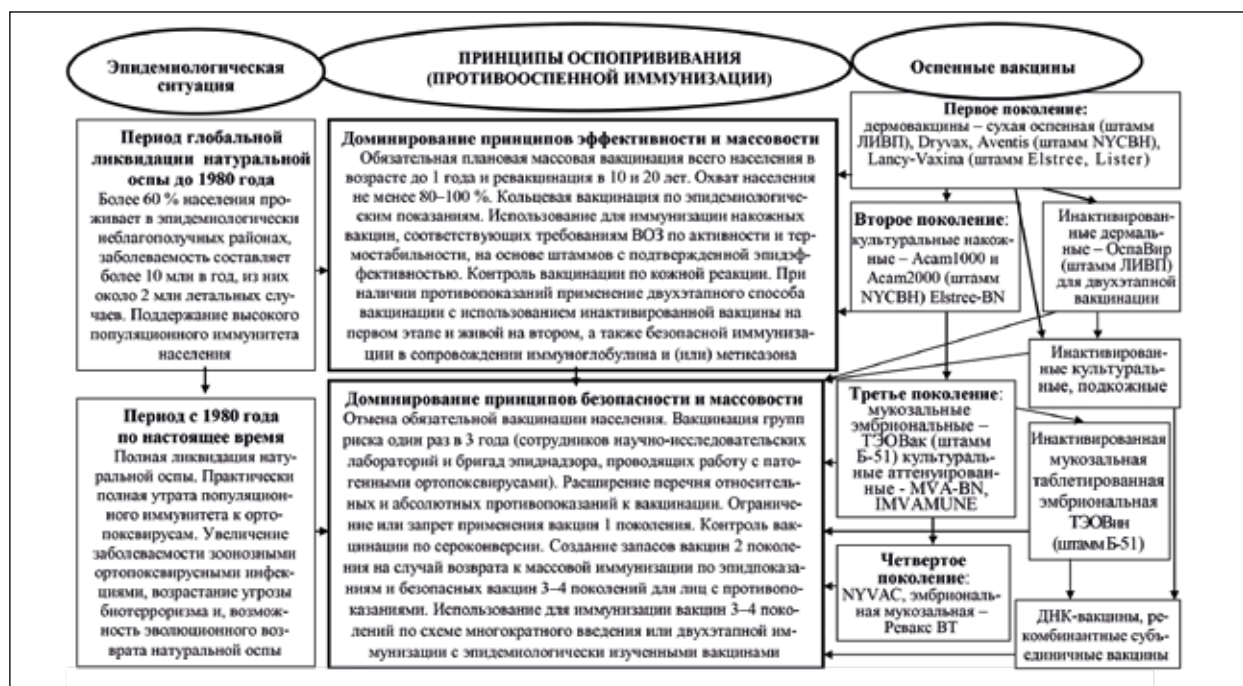 Эпидемиологическая
ситуация
ПРИНЦИПЫ ОСПОПРИВИВАНИЯ
(ПРОТИВООСПЕННОЙ ИММУНИЗАЦИИ)
Оспенные вакцины
Период глобальной
ликвидации натуральной
оспы до 1980 года
Более 60 % населения про-
живает в эпидемиологически
неблагополучных районах,
заболеваемость составляет
более 10 млн в год, из них
около 2 млн летальных слу-
чаев. Поддержание высокого
популяционного иммунитета
населения
Доминирование принципов эффективности и массовости
Обязательная плановая массовая вакцинация всего населения в
возрасте до 1 года и ревакцинация в 10 и 20 лет. Охват населения
не менее 80–100 %. Кольцевая вакцинация по эпидемиологиче-
ским показаниям. Использование для иммунизации накожных
вакцин, соответствующих требованиям ВОЗ по активности и тер-
мостабильности, на основе штаммов с подтвержденной эпидэф-
фективностью. Контроль вакцинации по кожной реакции. При
наличии противопоказаний применение двухэтапного способа
вакцинации с использованием инактивированной вакцины на
первом этапе и живой на втором, а также безопасной иммуниза-
ции в сопровождении иммуноглобулина и (или) метисазона
Первое поколение:
дермовакцины – сухая оспенная (штамм
ЛИВП), Dryvax, Aventis (штамм NYCBH),
Lancy-Vaxina (штамм Elstree, Lister)
Второе поколение:
культуральные накож-
ные – Acam1000 и
Acam2000 (штамм
NYCBH) Elstree-BN
Инактивирован-
ные дермаль-
ные – ОспаВир
(штамм ЛИВП)
для двухэтапной
вакцинации
Инактивирован-
ные культураль-
ные, подкожные
Период с 1980 года
по настоящее время
Полная ликвидация нату-
ральной оспы. Практически
полная утрата популяцион-
ного иммунитета к орто-
поксвирусам. Увеличение
заболеваемости зоонозными
ортопоксвирусными инфек-
циями, возрастание угрозы
биотерроризма и, возмож-
ность эволюционного воз-
врата натуральной оспы
Доминирование принципов безопасности и массовости
Отмена обязательной вакцинации населения. Вакцинация групп
риска один раз в 3 года (сотрудников научно-исследовательских
лабораторий и бригад эпиднадзора, проводящих работу с пато-
генными ортопоксвирусами). Расширение перечня относитель-
ных и абсолютных противопоказаний к вакцинации. Ограниче-
ние или запрет применения вакцин 1 поколения. Контроль вак-
цинации по сероконверсии. Создание запасов вакцин 2 поколе-
ния на случай возврата к массовой иммунизации по эпидпоказа-
ниям и безопасных вакцин 3–4 поколений для лиц с противопо-
казаниями. Использование для иммунизации вакцин 3–4 поко-
лений по схеме многократного введения или двухэтапной им-
мунизации с эпидемиологически изученными вакцинами
Третье поколение:
мукозальные
эмбриональные –
ТЭОВак (штамм
Б-51) культураль-
ные аттенуирован-
ные - MVA-BN,
IMVAMUNE
Инактивированная
мукозальная
таблетированная
эмбриональная
ТЭОВин
(штамм Б-51)
Четвертое
поколение:
NYVAC, эмбриональ-
ная мукозальная –
Ревакс ВТ
ДНК-вакцины, ре-
комбинантные субъ-
единичные вакцины